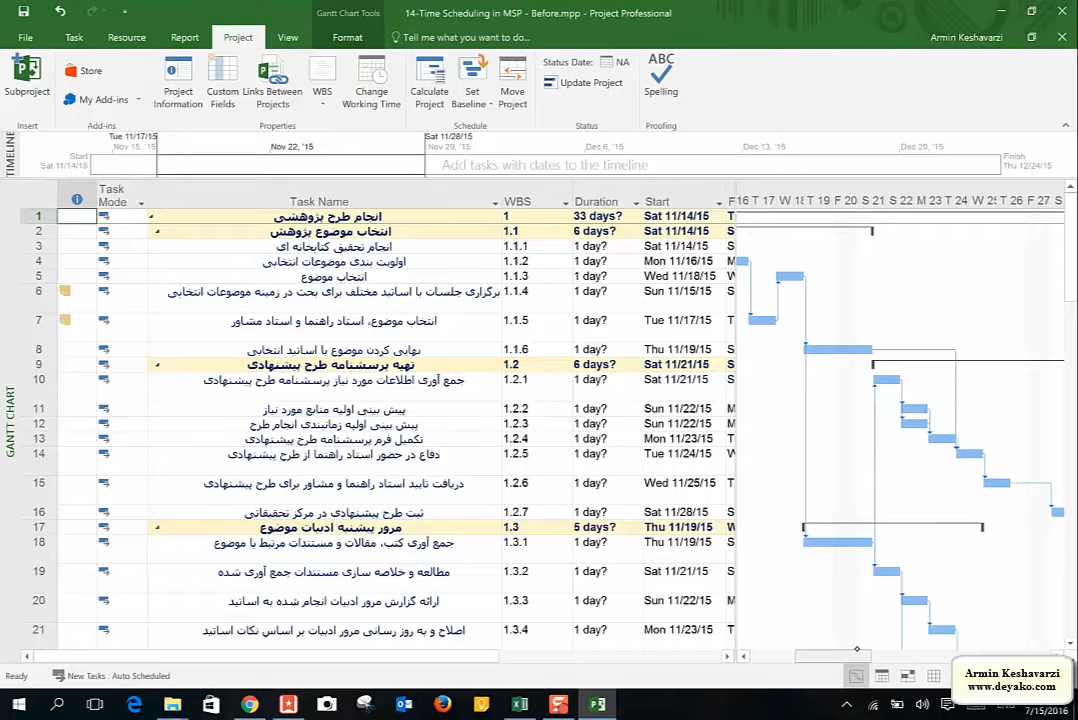 Gantt Chart Tools
14-Time Scheduling in MSP - Before.mpp - Project Professional
File Task Resource Report Project View Format Tell me what you want to do... Armin Keshavarzi
Subproject
Store
My Add-ins
Project Information
Custom Fields
Links Between Projects
WBS
Change Working Time
Calculate Project
Set Baseline
Move Project
Status Date: NA
Update Project
ABC
Spelling
Insert Add-ins Properties Schedule Status Proofing
TIMELINE
Tue 11/17/15 Sat 11/28/15
Nov 15, '15 Nov 22, '15 Nov 29, '15 Dec 6, '15 Dec 13, '15 Dec 20, '15
Start
Sat 11/14/15
Add tasks with dates to the timeline
Finish
Thu 12/24/15
GANTT CHART
Task Mode Task Name WBS Duration Start F 16 T 17 W 18 T 19 F 20 S 21 S 22 M 23 T 24 W 25 T 26 F 27 S
1 انجام طرح پژوهشی 1 33 days? Sat 11/14/15 T
2 انتخاب موضوع پژوهش 1.1 6 days? Sat 11/14/15 S
3 انجام تحقیق کتابخانه ای 1.1.1 1 day? Sat 11/14/15 S
4 اولویت بندی موضوعات انتخابی 1.1.2 1 day? Mon 11/16/15 M
5 انتخاب موضوع 1.1.3 1 day? Wed 11/18/15 W
6 برگزاری جلسات با اساتید مختلف برای بحث در زمینه موضوعات انتخابی 1.1.4 1 day? Sun 11/15/15 S
7 انتخاب موضوع، استاد راهنما و استاد مشاور 1.1.5 1 day? Tue 11/17/15 T
8 نهایی کردن موضوع با اساتید انتخابی 1.1.6 1 day? Thu 11/19/15 S
9 تهیه پرسشنامه طرح پیشنهادی 1.2 6 days? Sat 11/21/15 S
10 جمع آوری اطلاعات مورد نیاز پرسشنامه طرح پیشنهادی 1.2.1 1 day? Sat 11/21/15 S
11 پیش بینی اولیه منابع مورد نیاز 1.2.2 1 day? Sun 11/22/15 M
12 پیش بینی اولیه زمانبندی انجام طرح 1.2.3 1 day? Sun 11/22/15 M
13 تکمیل فرم پرسشنامه طرح پیشنهادی 1.2.4 1 day? Mon 11/23/15 T
14 دفاع در حضور استاد راهنما از طرح پیشنهادی 1.2.5 1 day? Tue 11/24/15 W
15 دریافت تایید استاد راهنما و مشاور برای طرح پیشنهادی 1.2.6 1 day? Wed 11/25/15 T
16 ثبت طرح پیشنهادی در مرکز تحقیقاتی 1.2.7 1 day? Sat 11/28/15 S
17 مرور پیشنیه ادبیات موضوع 1.3 5 days? Thu 11/19/15 W
18 جمع آوری کتب، مقالات و مستندات مرتبط با موضوع 1.3.1 1 day? Thu 11/19/15 S
19 مطالعه و خلاصه سازی مستندات جمع آوری شده 1.3.2 1 day? Sat 11/21/15 S
20 ارائه گزارش مرور ادبیات انجام شده به اساتید 1.3.3 1 day? Sun 11/22/15 M
21 اصلاح و به روز رسانی مرور ادبیات بر اساس نکات اساتید 1.3.4 1 day? Mon 11/23/15 T
Ready New Tasks : Auto Scheduled
Armin Keshavarzi
www.deyako.com
7/15/2016